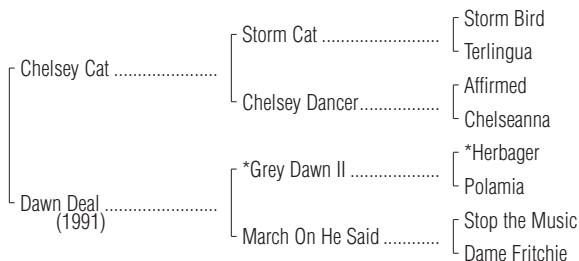 Storm Bird
Storm Cat ......................
Terlingua
Chelsey Cat ......................
Affirmed
Chelsey Dancer................
Chelseanna
*Herbager
*Grey Dawn II .................
Polamia
Dawn Deal ......................
(1991)
Stop the Music
March On He Said ...........
Dame Fritchie